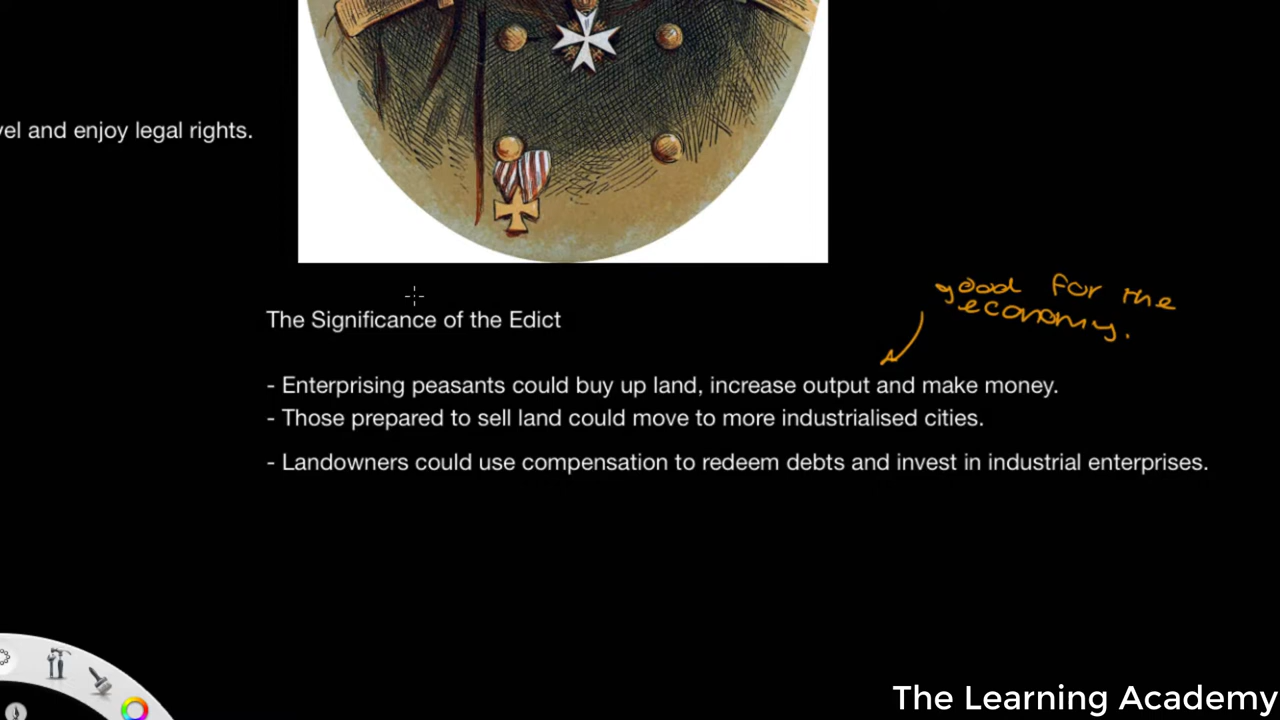 vel and enjoy legal rights.
good for the
economy.
The Significance of the Edict
- Enterprising peasants could buy up land, increase output and make money.
- Those prepared to sell land could move to more industrialised cities.
- Landowners could use compensation to redeem debts and invest in industrial enterprises.
The Learning Academy